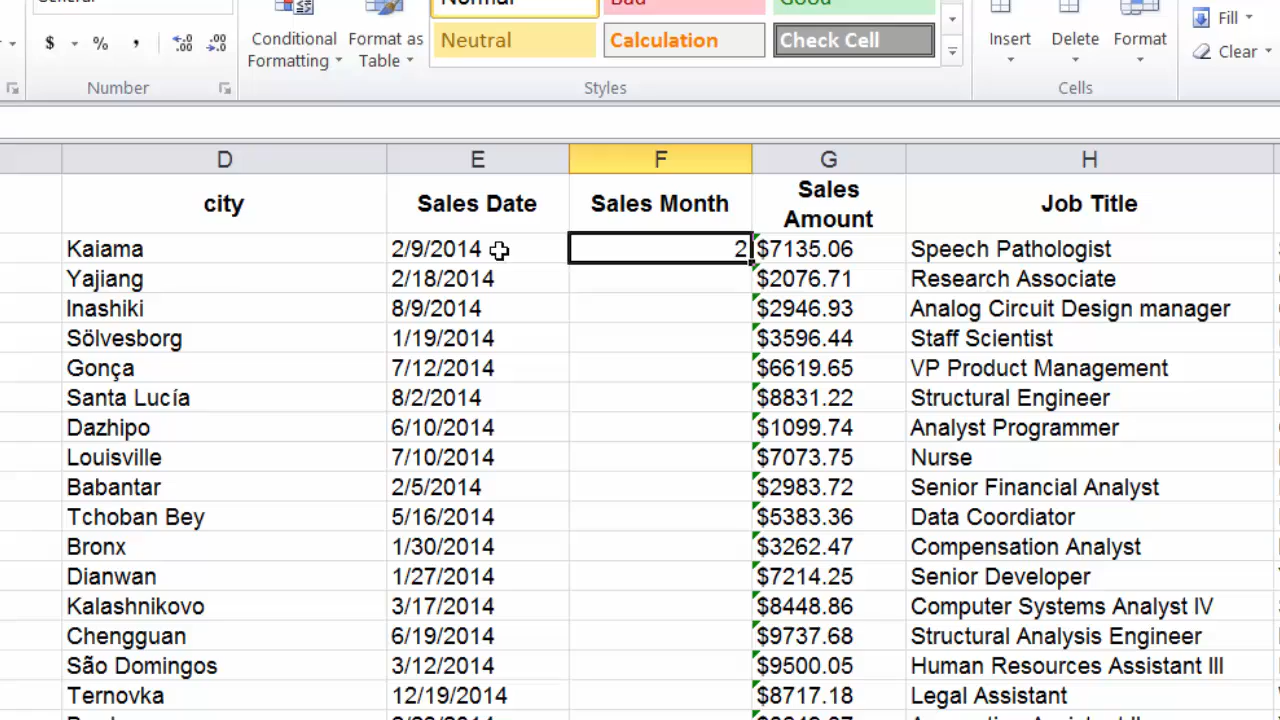 General
Normal
Bad
Good
$ % ,
Conditional Formatting
Format as Table
Neutral
Calculation
Check Cell
Insert
Delete
Format
Fill
Clear
Number
Styles
Cells
D E F G H
city Sales Date Sales Month Sales Amount Job Title
Kaiama 2/9/2014 2 $7135.06 Speech Pathologist
Yajiang 2/18/2014 $2076.71 Research Associate
Inashiki 8/9/2014 $2946.93 Analog Circuit Design manager
Sölvesborg 1/19/2014 $3596.44 Staff Scientist
Gonça 7/12/2014 $6619.65 VP Product Management
Santa Lucía 8/2/2014 $8831.22 Structural Engineer
Dazhipo 6/10/2014 $1099.74 Analyst Programmer
Louisville 7/10/2014 $7073.75 Nurse
Babantar 2/5/2014 $2983.72 Senior Financial Analyst
Tchoban Bey 5/16/2014 $5383.36 Data Coordiator
Bronx 1/30/2014 $3262.47 Compensation Analyst
Dianwan 1/27/2014 $7214.25 Senior Developer
Kalashnikovo 3/17/2014 $8448.86 Computer Systems Analyst IV
Chengguan 6/19/2014 $9737.68 Structural Analysis Engineer
São Domingos 3/12/2014 $9500.05 Human Resources Assistant III
Ternovka 12/19/2014 $8717.18 Legal Assistant